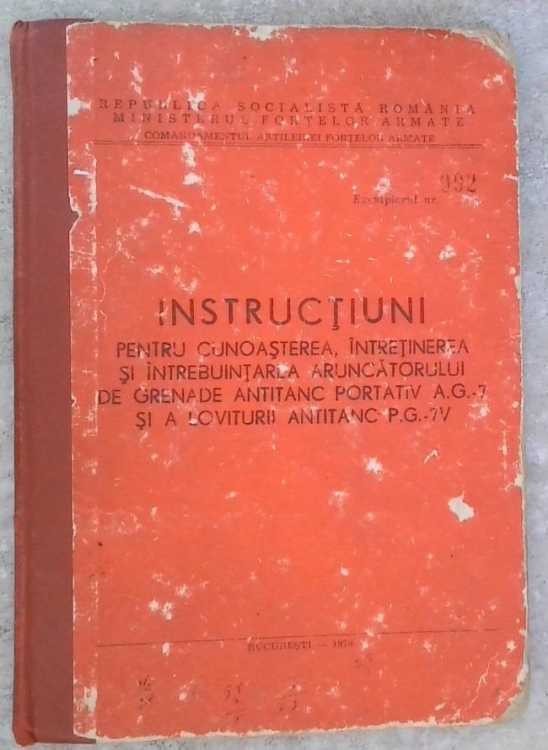 REPUBLICA SOCIALISTĂ ROMÂNIA
MINISTERUL FORȚELOR ARMATE
COMANDAMENTUL ARTILERIEI FORȚELOR ARMATE
992
Exemplarul nr.
INSTRUCȚIUNI
PENTRU CUNOAȘTEREA, ÎNTREȚINEREA
ȘI ÎNTREBUINȚAREA ARUNCĂTORULUI
DE GRENADE ANTITANC PORTATIV A.G.-7
ȘI A LOVITURII ANTITANC P.G.-7V
BUCUREȘTI —